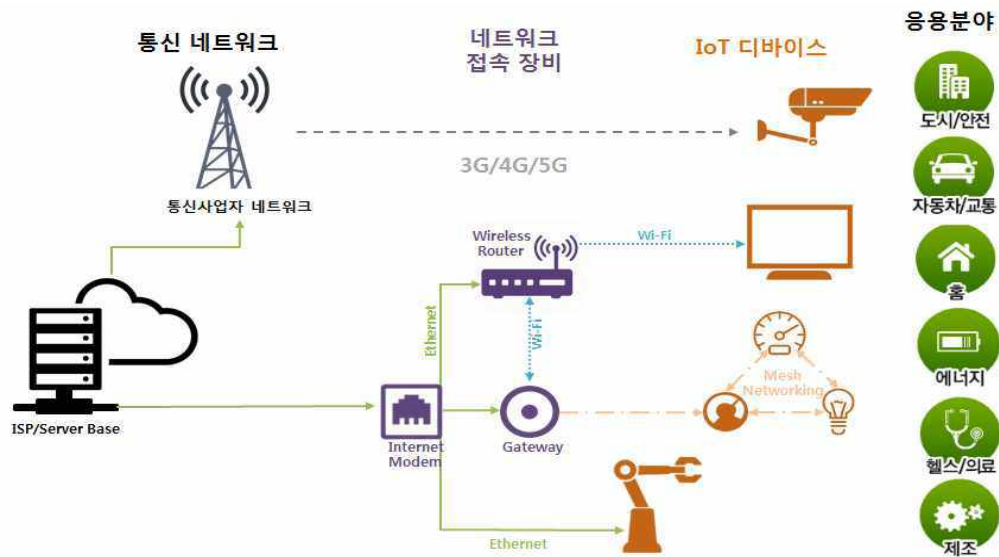 통신 네트워크
네트워크
접속 장비
IoT 디바이스
응용분야
도시/안전
3G/4G/5G
자동차/교통
통신사업자 네트워크
Wireless
Router
Wi-Fi
홈
Ethernet
Wi-Fi
Mesh
Networking
에너지
ISP/Server Base
Internet
Modem
Gateway
헬스/의료
Ethernet
제조